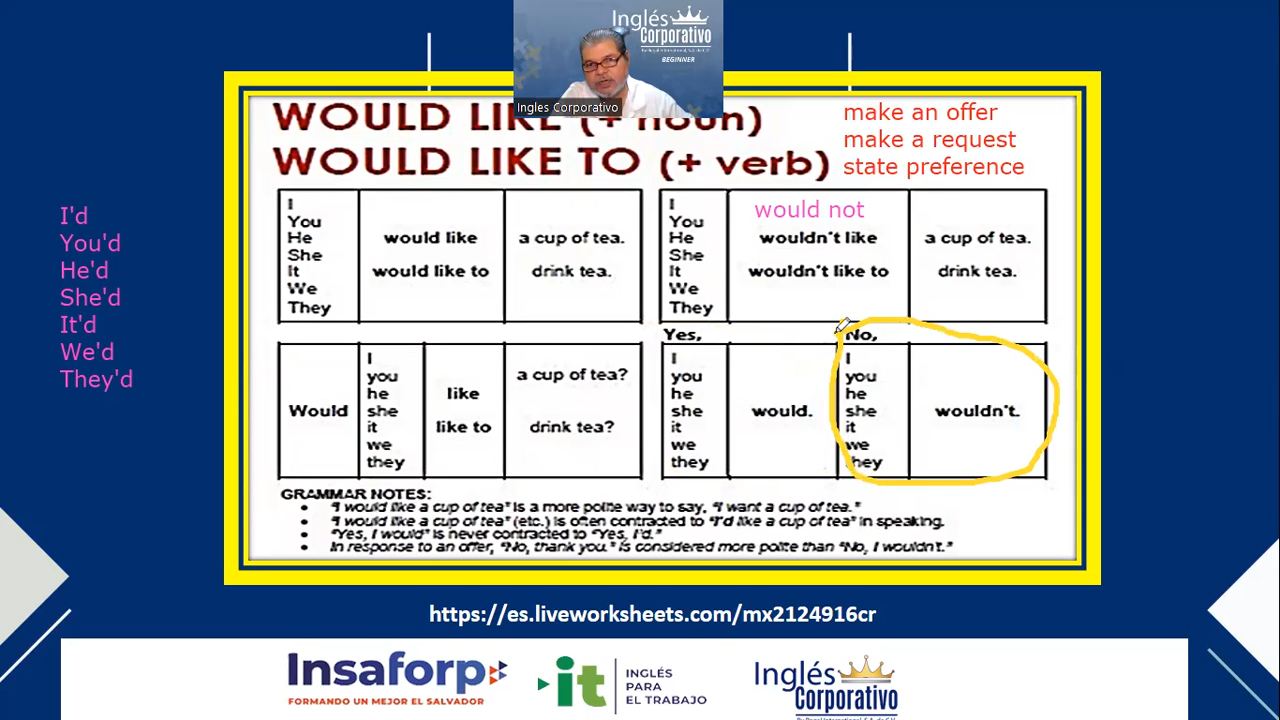 Inglés
Corporativo
BEGINNER
Ingles Corporativo
WOULD LIKE (+ noun)
WOULD LIKE TO (+ verb)
make an offer
make a request
state preference
I'd
You'd
He'd
She'd
It'd
We'd
They'd
I
You
He
She
It
We
They
would like
would like to
a cup of tea.
drink tea.
I
You
He
She
It
We
They
would not
wouldn't like
wouldn't like to
a cup of tea.
drink tea.
Would
I
you
he
she
it
we
they
like
like to
a cup of tea?
drink tea?
Yes,
I
you
he
she
it
we
they
would.
No,
I
you
he
she
it
we
they
wouldn't.
GRAMMAR NOTES:
• "I would like a cup of tea" is a more polite way to say, "I want a cup of tea."
• "I would like a cup of tea" (etc.) is often contracted to "I'd like a cup of tea" in speaking.
• "Yes, I would" is never contracted to "Yes, I'd."
• In response to an offer, "No, thank you." is considered more polite than "No, I wouldn't."
https://es.liveworksheets.com/mx2124916cr
Insaforp
FORMANDO UN MEJOR EL SALVADOR
it
INGLÉS
PARA
EL TRABAJO
Inglés
Corporativo